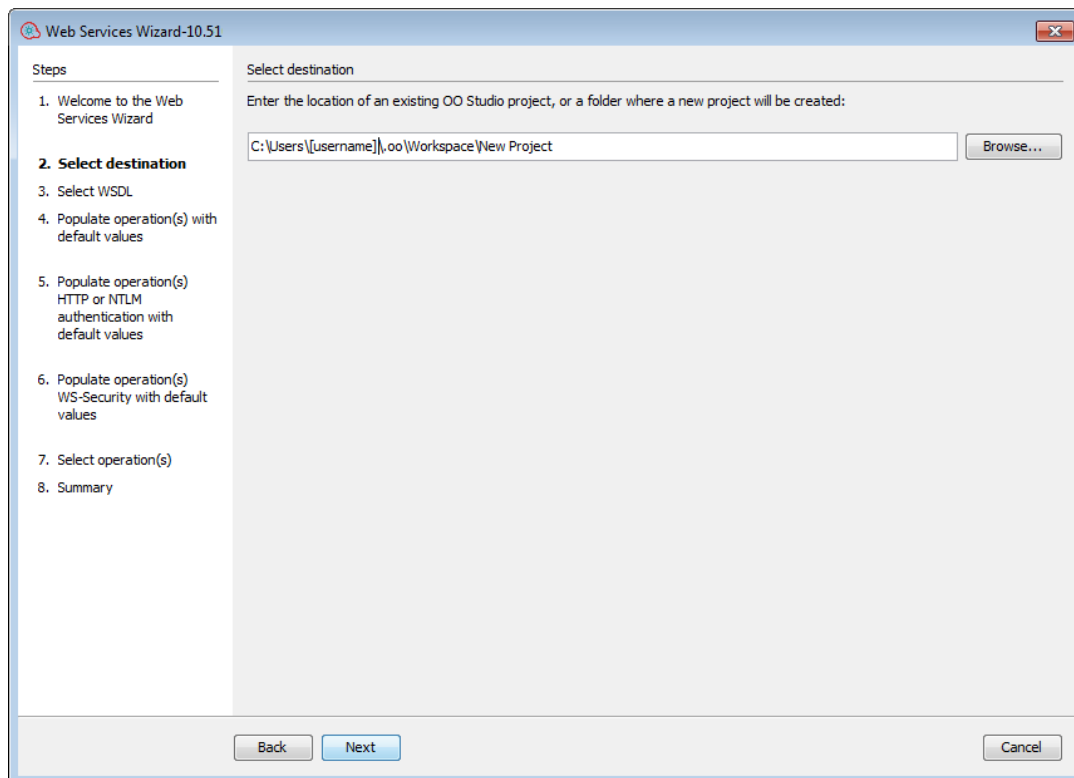 Web Services Wizard-10.51
Steps
1. Welcome to the Web
Services Wizard
2. Select destination
3. Select WSDL
4. Populate operation(s) with
default values
5. Populate operation(s)
HTTP or NTLM
authentication with
default values
6. Populate operation(s)
WS-Security with default
values
7. Select operation(s)
8. Summary
Select destination
Enter the location of an existing OO Studio project, or a folder where a new project will be created:
C:\Users\[username]\.oo\Workspace\New Project
Browse...
Back
Next
Cancel